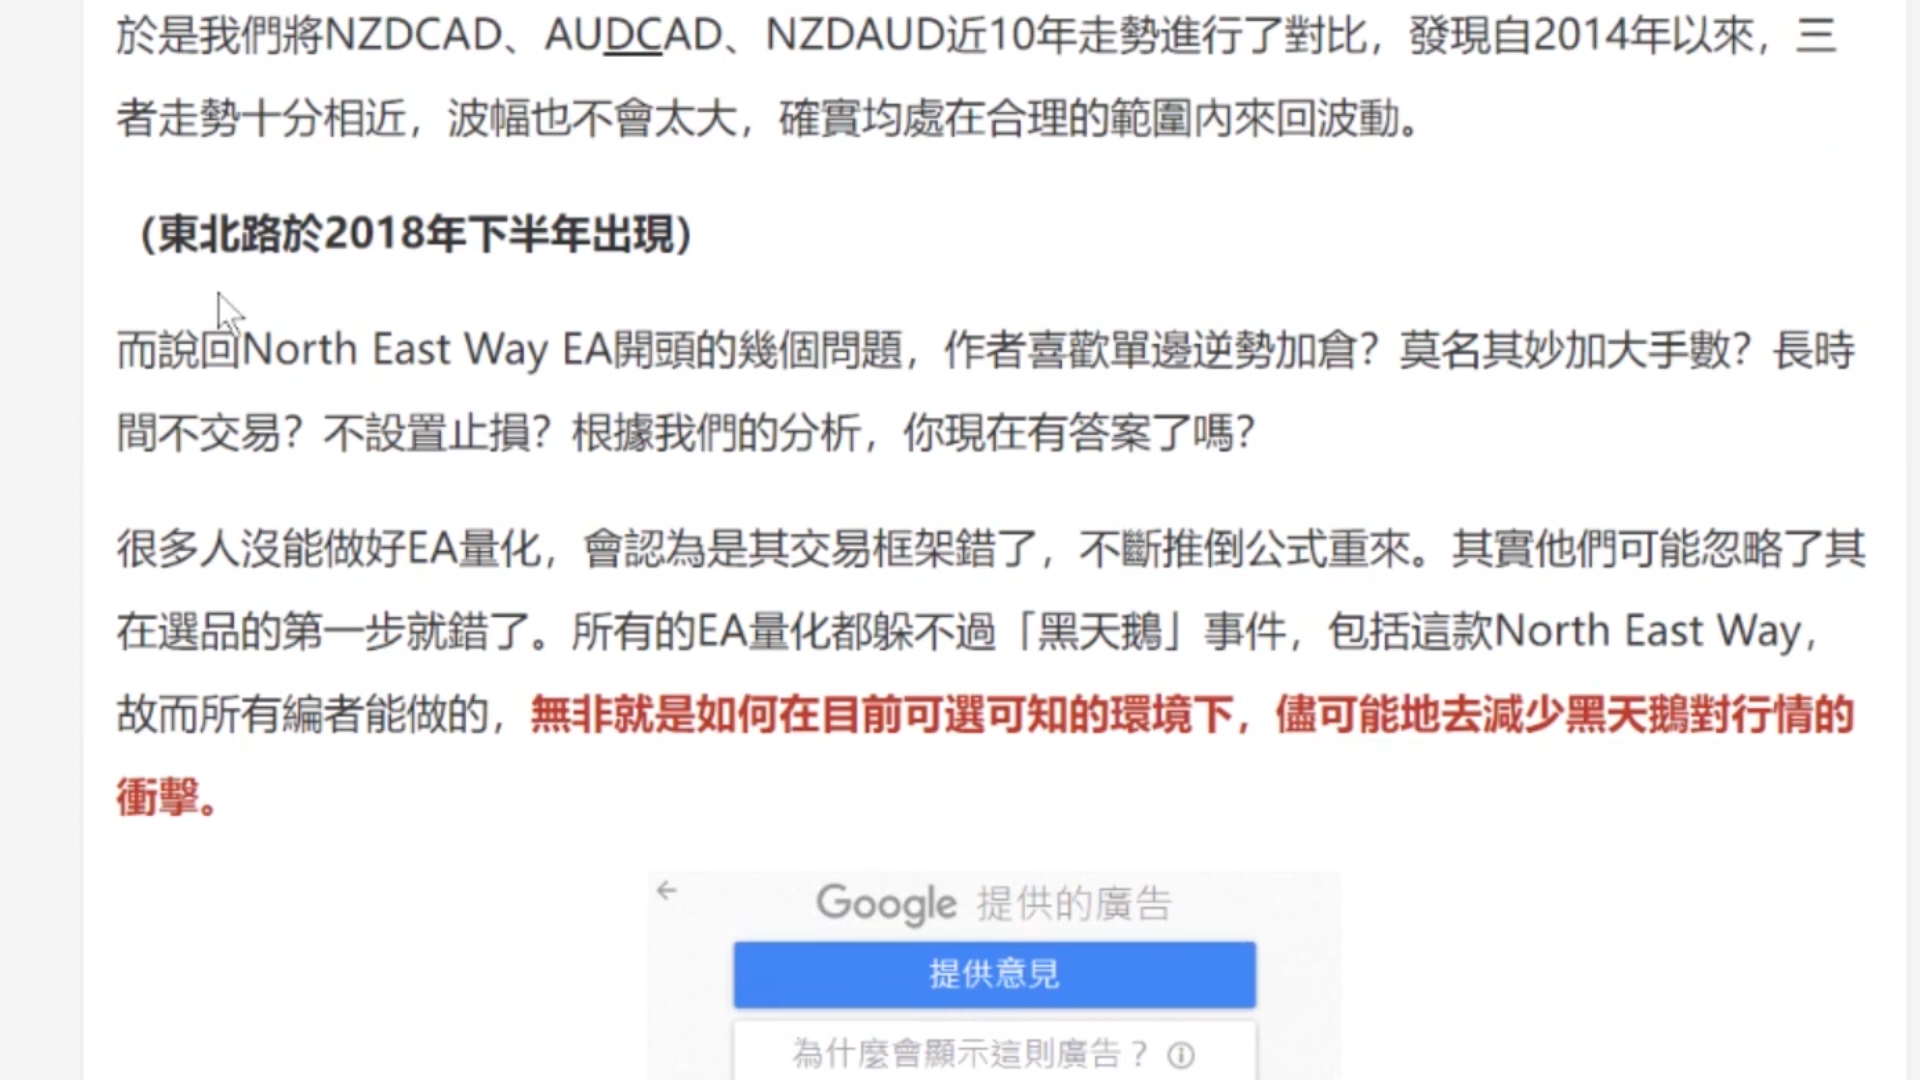 於是我們將NZDCAD、AUDCAD、NZDAUD近10年走勢進行了對比，發現自2014年以來，三
者走勢十分相近，波幅也不會太大，確實均處在合理的範圍內來回波動。
（東北路於2018年下半年出現）
而說回North East Way EA開頭的幾個問題，作者喜歡單邊逆勢加倉？莫名其妙加大手數？長時
間不交易？不設置止損？根據我們的分析，你現在有答案了嗎？
很多人沒能做好EA量化，會認為是其交易框架錯了，不斷推倒公式重來。其實他們可能忽略了其
在選品的第一步就錯了。所有的EA量化都躲不過「黑天鵝」事件，包括這款North East Way，
故而所有編者能做的，無非就是如何在目前可選可知的環境下，儘可能地去減少黑天鵝對行情的
衝擊。
Google 提供的廣告
提供意見
為什麼會顯示這則廣告？